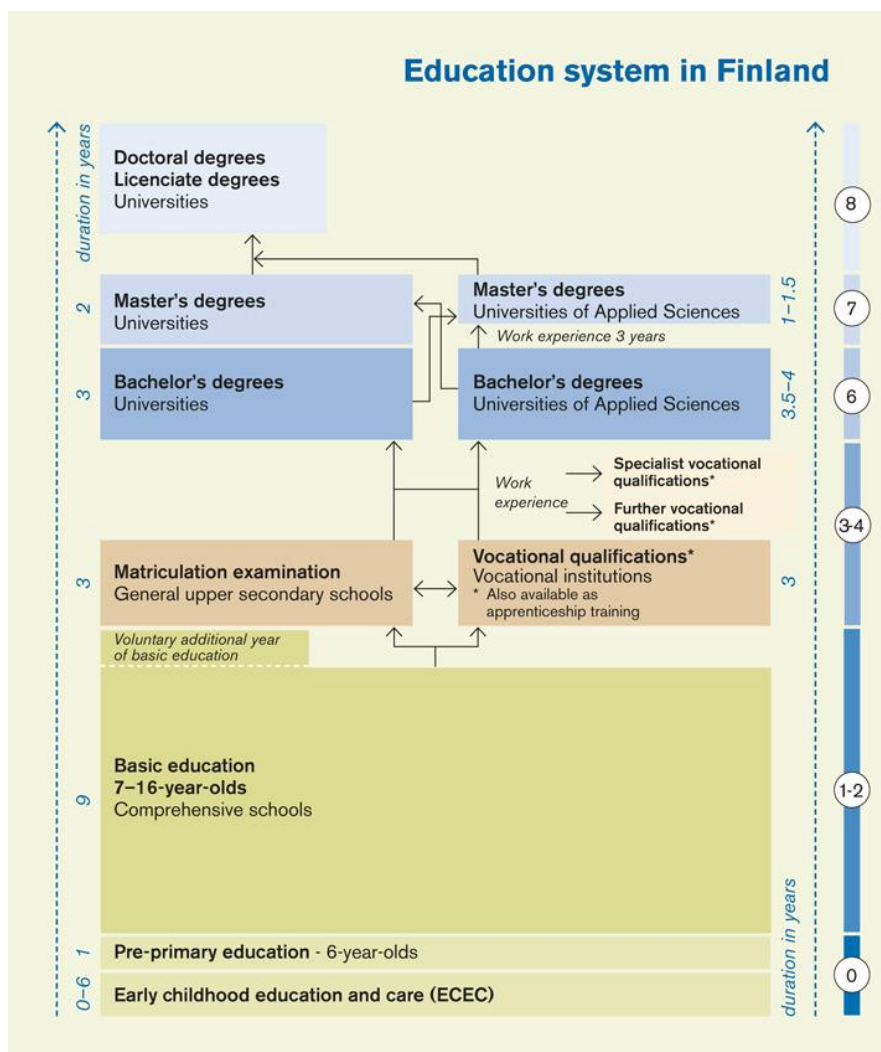 Education system in Finland
duration in years
Doctoral degrees
Licenciate degrees
Universities
8
2
Master's degrees
Universities
Master's degrees
Universities of Applied Sciences
1–1.5
7
Work experience 3 years
3
Bachelor's degrees
Universities
Bachelor's degrees
Universities of Applied Sciences
3.5–4
6
Work
experience
Specialist vocational
qualifications*
Further vocational
qualifications*
3-4
3
Matriculation examination
General upper secondary schools
Vocational qualifications*
Vocational institutions
* Also available as
apprenticeship training
3
Voluntary additional year
of basic education
9
Basic education
7–16-year-olds
Comprehensive schools
1-2
1
Pre-primary education - 6-year-olds
0–6
Early childhood education and care (ECEC)
duration in years
0